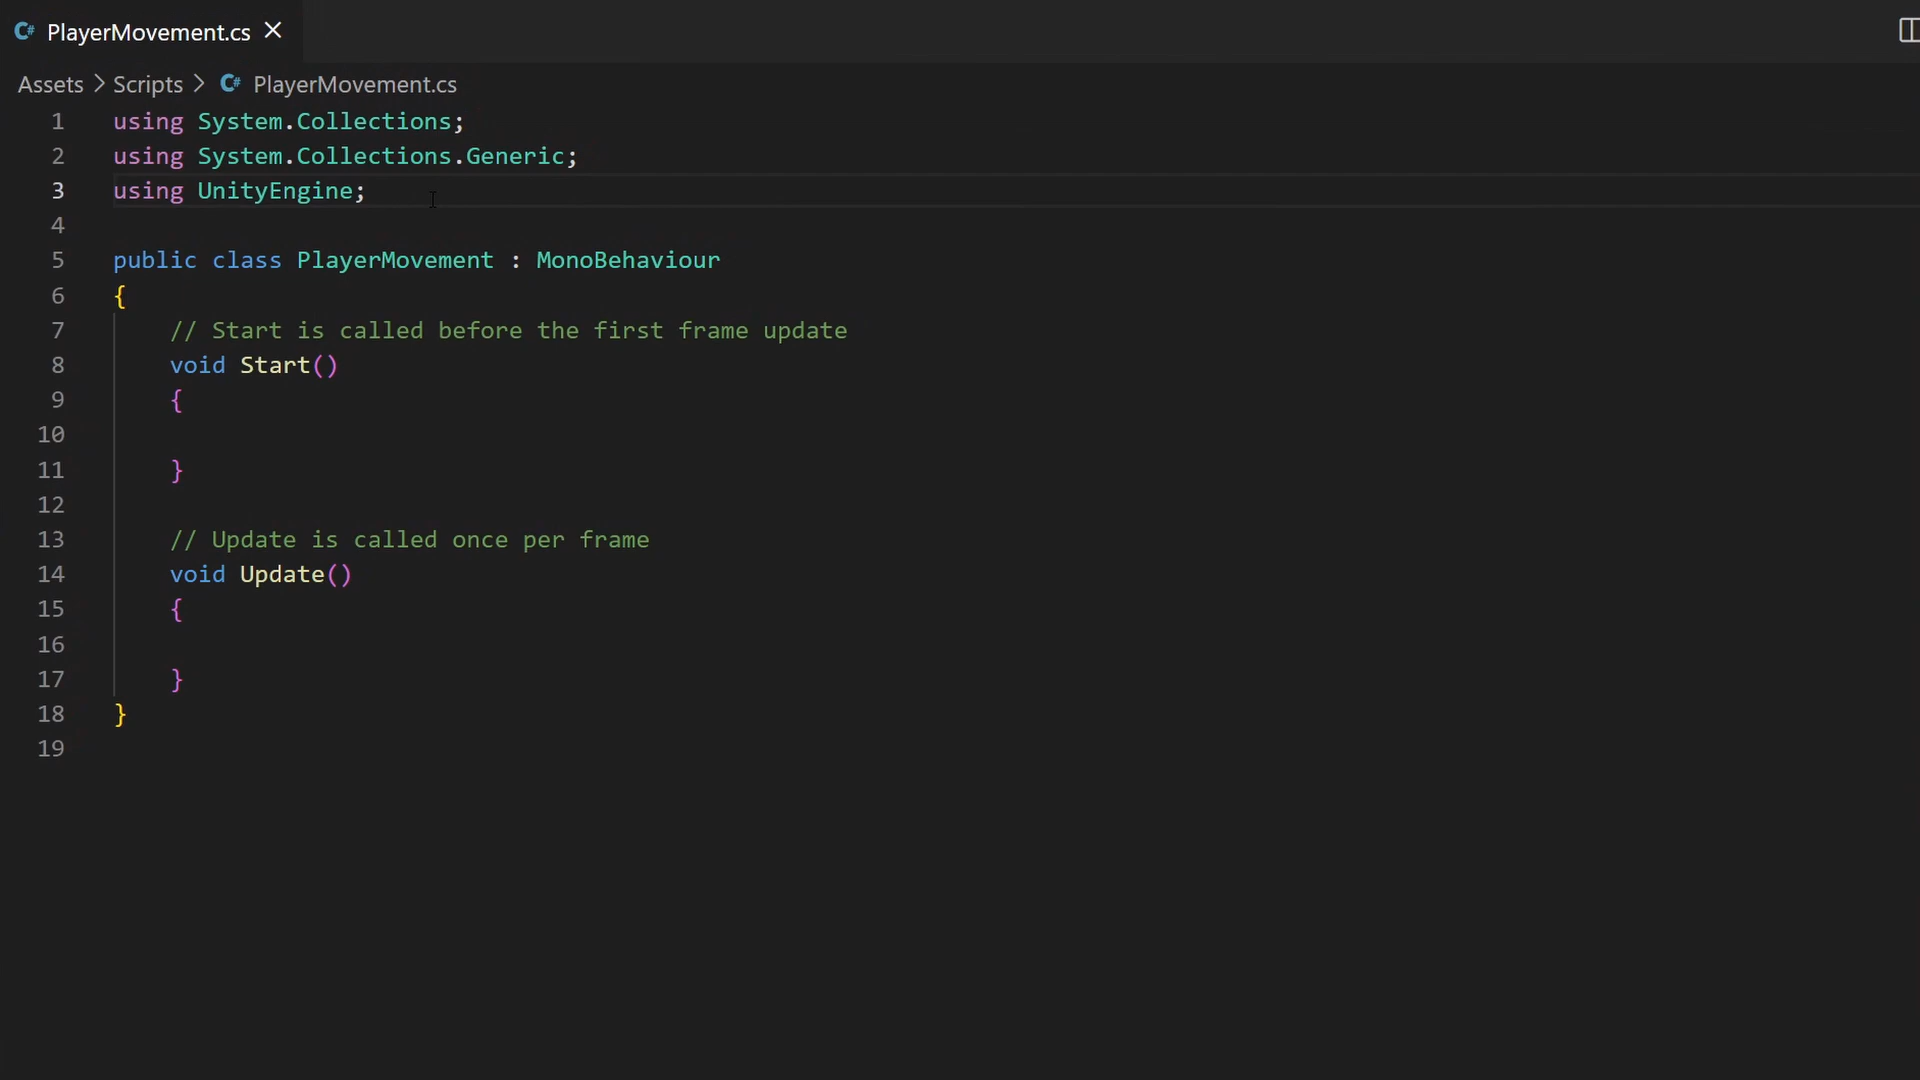 PlayerMovement.cs
Assets > Scripts > PlayerMovement.cs
1 using System.Collections;
2 using System.Collections.Generic;
3 using UnityEngine;
4
5 public class PlayerMovement : MonoBehaviour
6 {
7     // Start is called before the first frame update
8     void Start()
9     {
10
11     }
12
13     // Update is called once per frame
14     void Update()
15     {
16
17     }
18 }
19